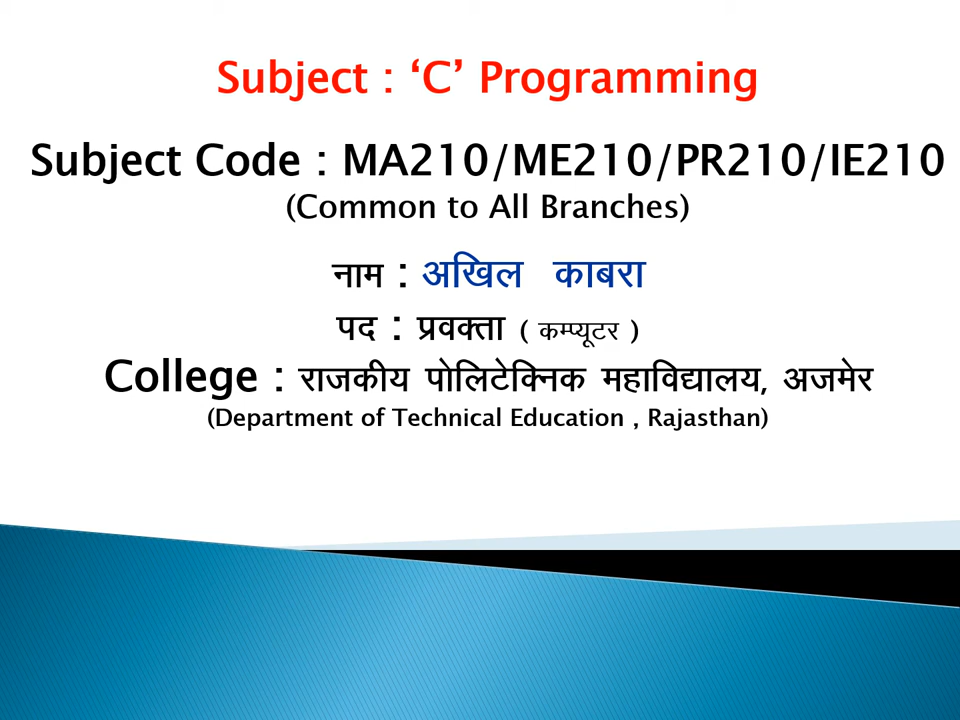 Subject : ‘C’ Programming
Subject Code : MA210/ME210/PR210/IE210
(Common to All Branches)
नाम : अखिल काबरा
पद : प्रवक्ता ( कम्प्यूटर )
College : राजकीय पोलिटेक्निक महाविद्यालय, अजमेर
(Department of Technical Education , Rajasthan)